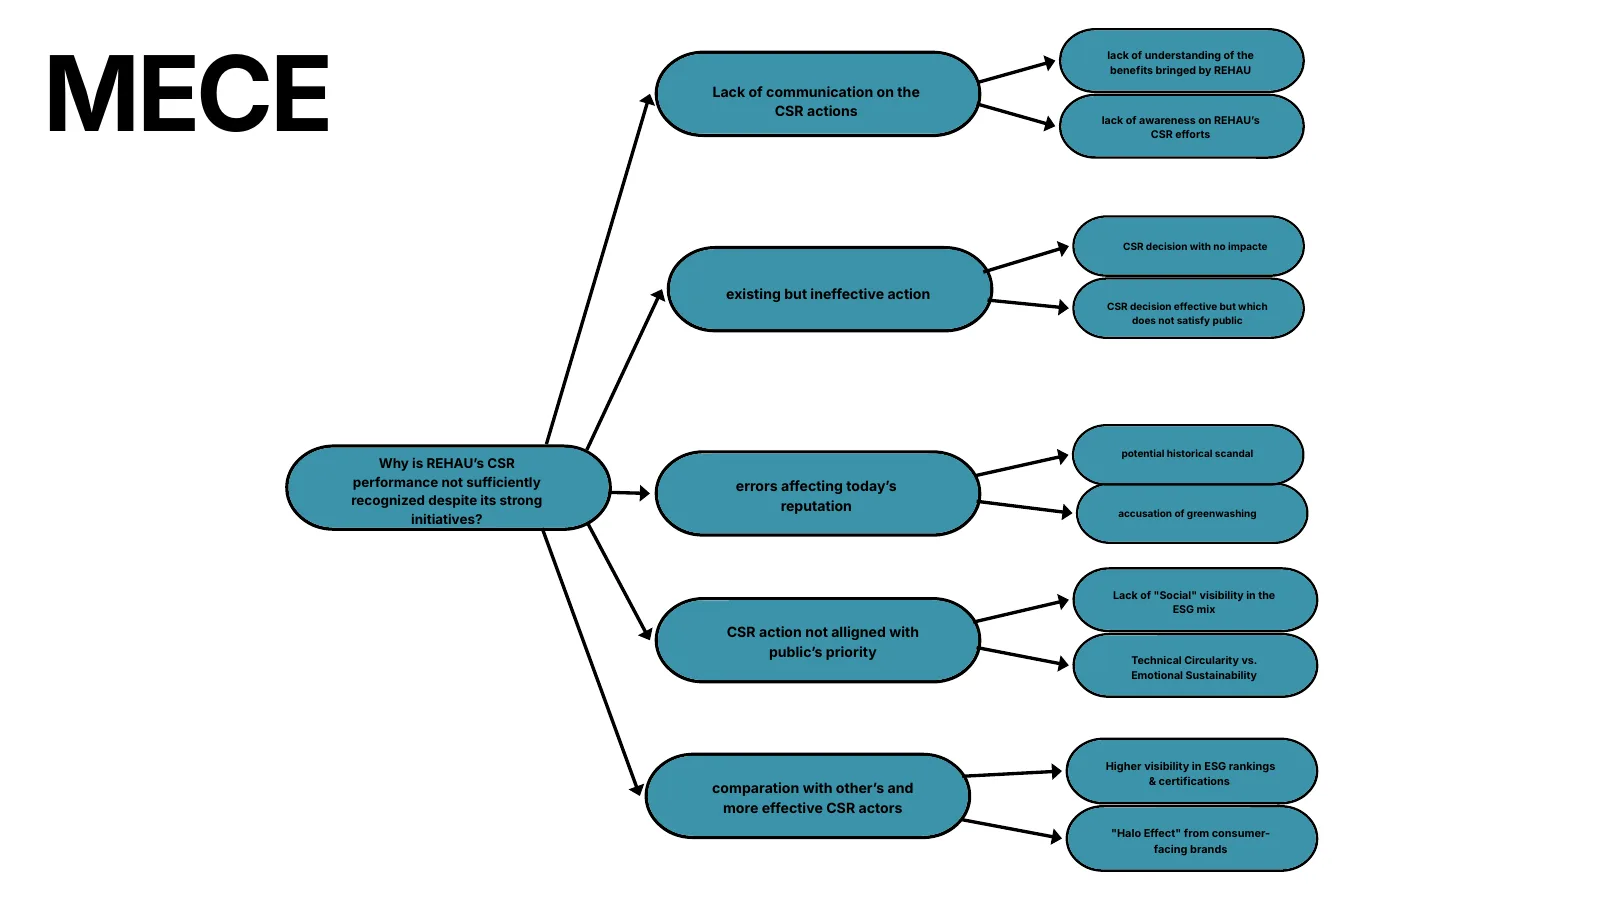 MECE
Lack of communication on the
CSR actions
lack of understanding of the
benefits bringed by REHAU
lack of awareness on REHAU’s
CSR efforts
existing but ineffective action
CSR decision with no impacte
CSR decision effective but which
does not satisfy public
Why is REHAU’s CSR
performance not sufficiently
recognized despite its strong
initiatives?
errors affecting today’s
reputation
potential historical scandal
accusation of greenwashing
CSR action not alligned with
public’s priority
Lack of "Social" visibility in the
ESG mix
Technical Circularity vs.
Emotional Sustainability
comparation with other’s and
more effective CSR actors
Higher visibility in ESG rankings
& certifications
"Halo Effect" from consumer-
facing brands